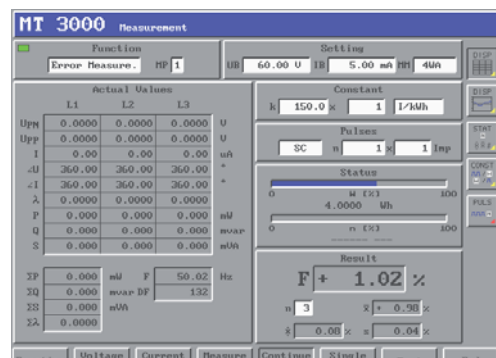 MT 3000 Measurement
Function
Error Measure. MP 1
Setting
UB 60.00 V IB 5.00 mA MM 4WA
Actual Values
L1 L2 L3
UPN 0.0000 0.0000 0.0000 V
UPP 0.0000 0.0000 0.0000 V
I 0.00 0.00 0.00 uA
∠U 360.00 360.00 360.00 °
∠I 360.00 360.00 360.00 °
λ 0.0000 0.0000 0.0000
P 0.000 0.000 0.000 mW
Q 0.000 0.000 0.000 mvar
S 0.000 0.000 0.000 mVA
ΣP 0.000 mW F 50.02 Hz
ΣQ 0.000 mvar DF 132
ΣS 0.000 mVA
Σλ 0.0000
Constant
k 150.0 x 1 I/kWh
Pulses
SC n 1 x 1 Imp
Status
0 W [%] 100
4.0000 Wh
0 n [%] 100
Result
F + 1.02 %
n 3 x̄ + 0.98 %
0.08 % s 0.04 %
DISP
DISP
STAT
CONST
PULS
Voltage Current Measure Continue Single